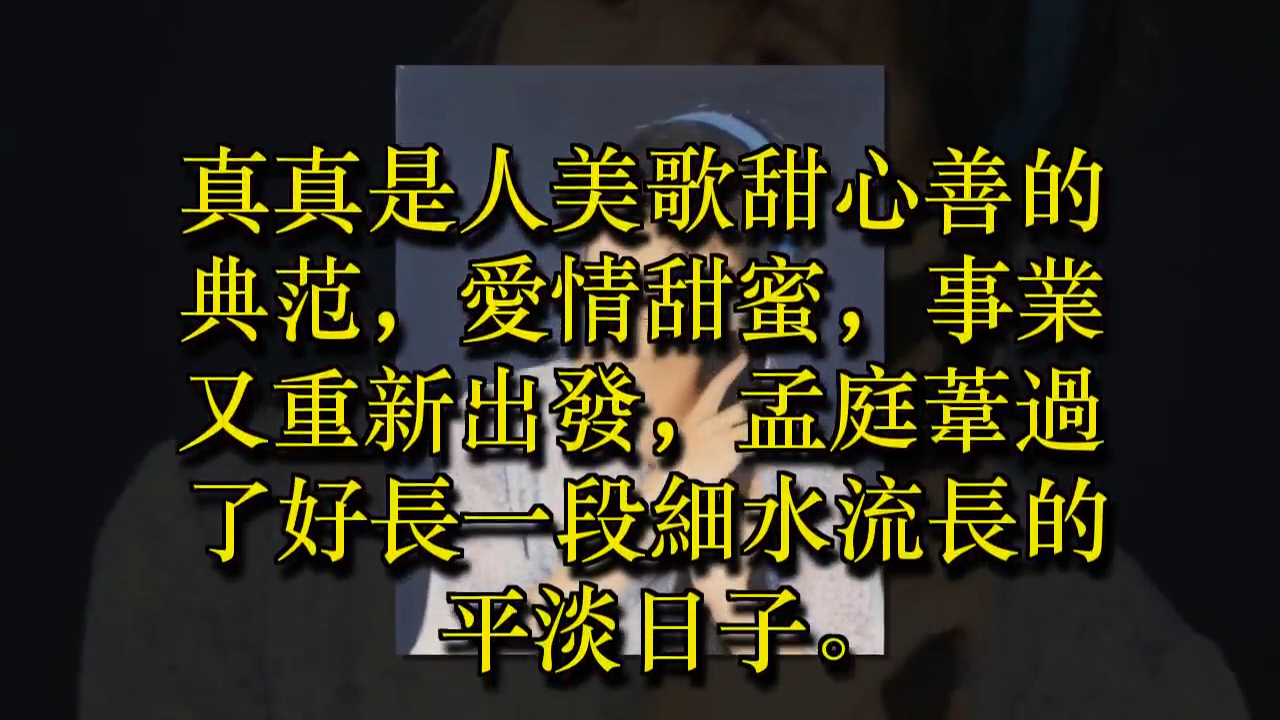 真真是人美歌甜心善的
典范，愛情甜蜜，事業
又重新出發，孟庭葦過
了好長一段細水流長的
平淡日子。